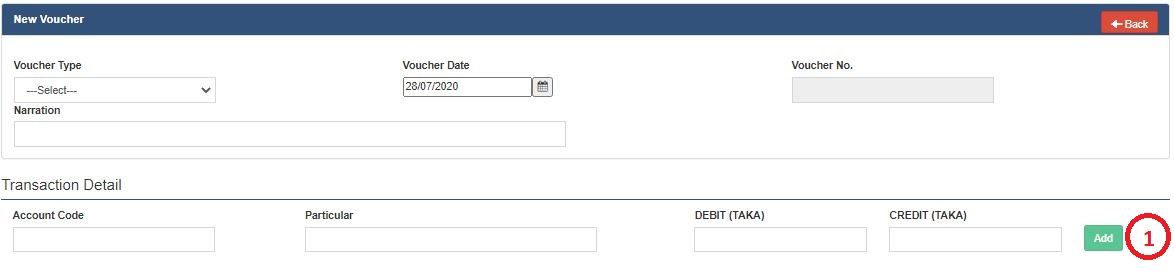 New Voucher
Back
Voucher Type Voucher Date Voucher No.
---Select--- 28/07/2020
Narration
Transaction Detail
Account Code Particular DEBIT (TAKA) CREDIT (TAKA)
Add 1